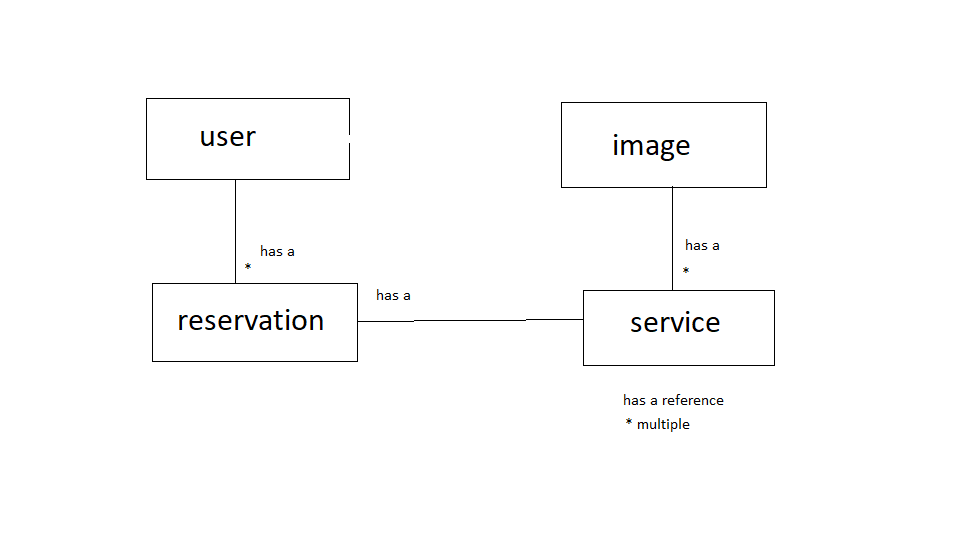 user
image
has a
*
has a
*
reservation
has a
service
has a reference
* multiple